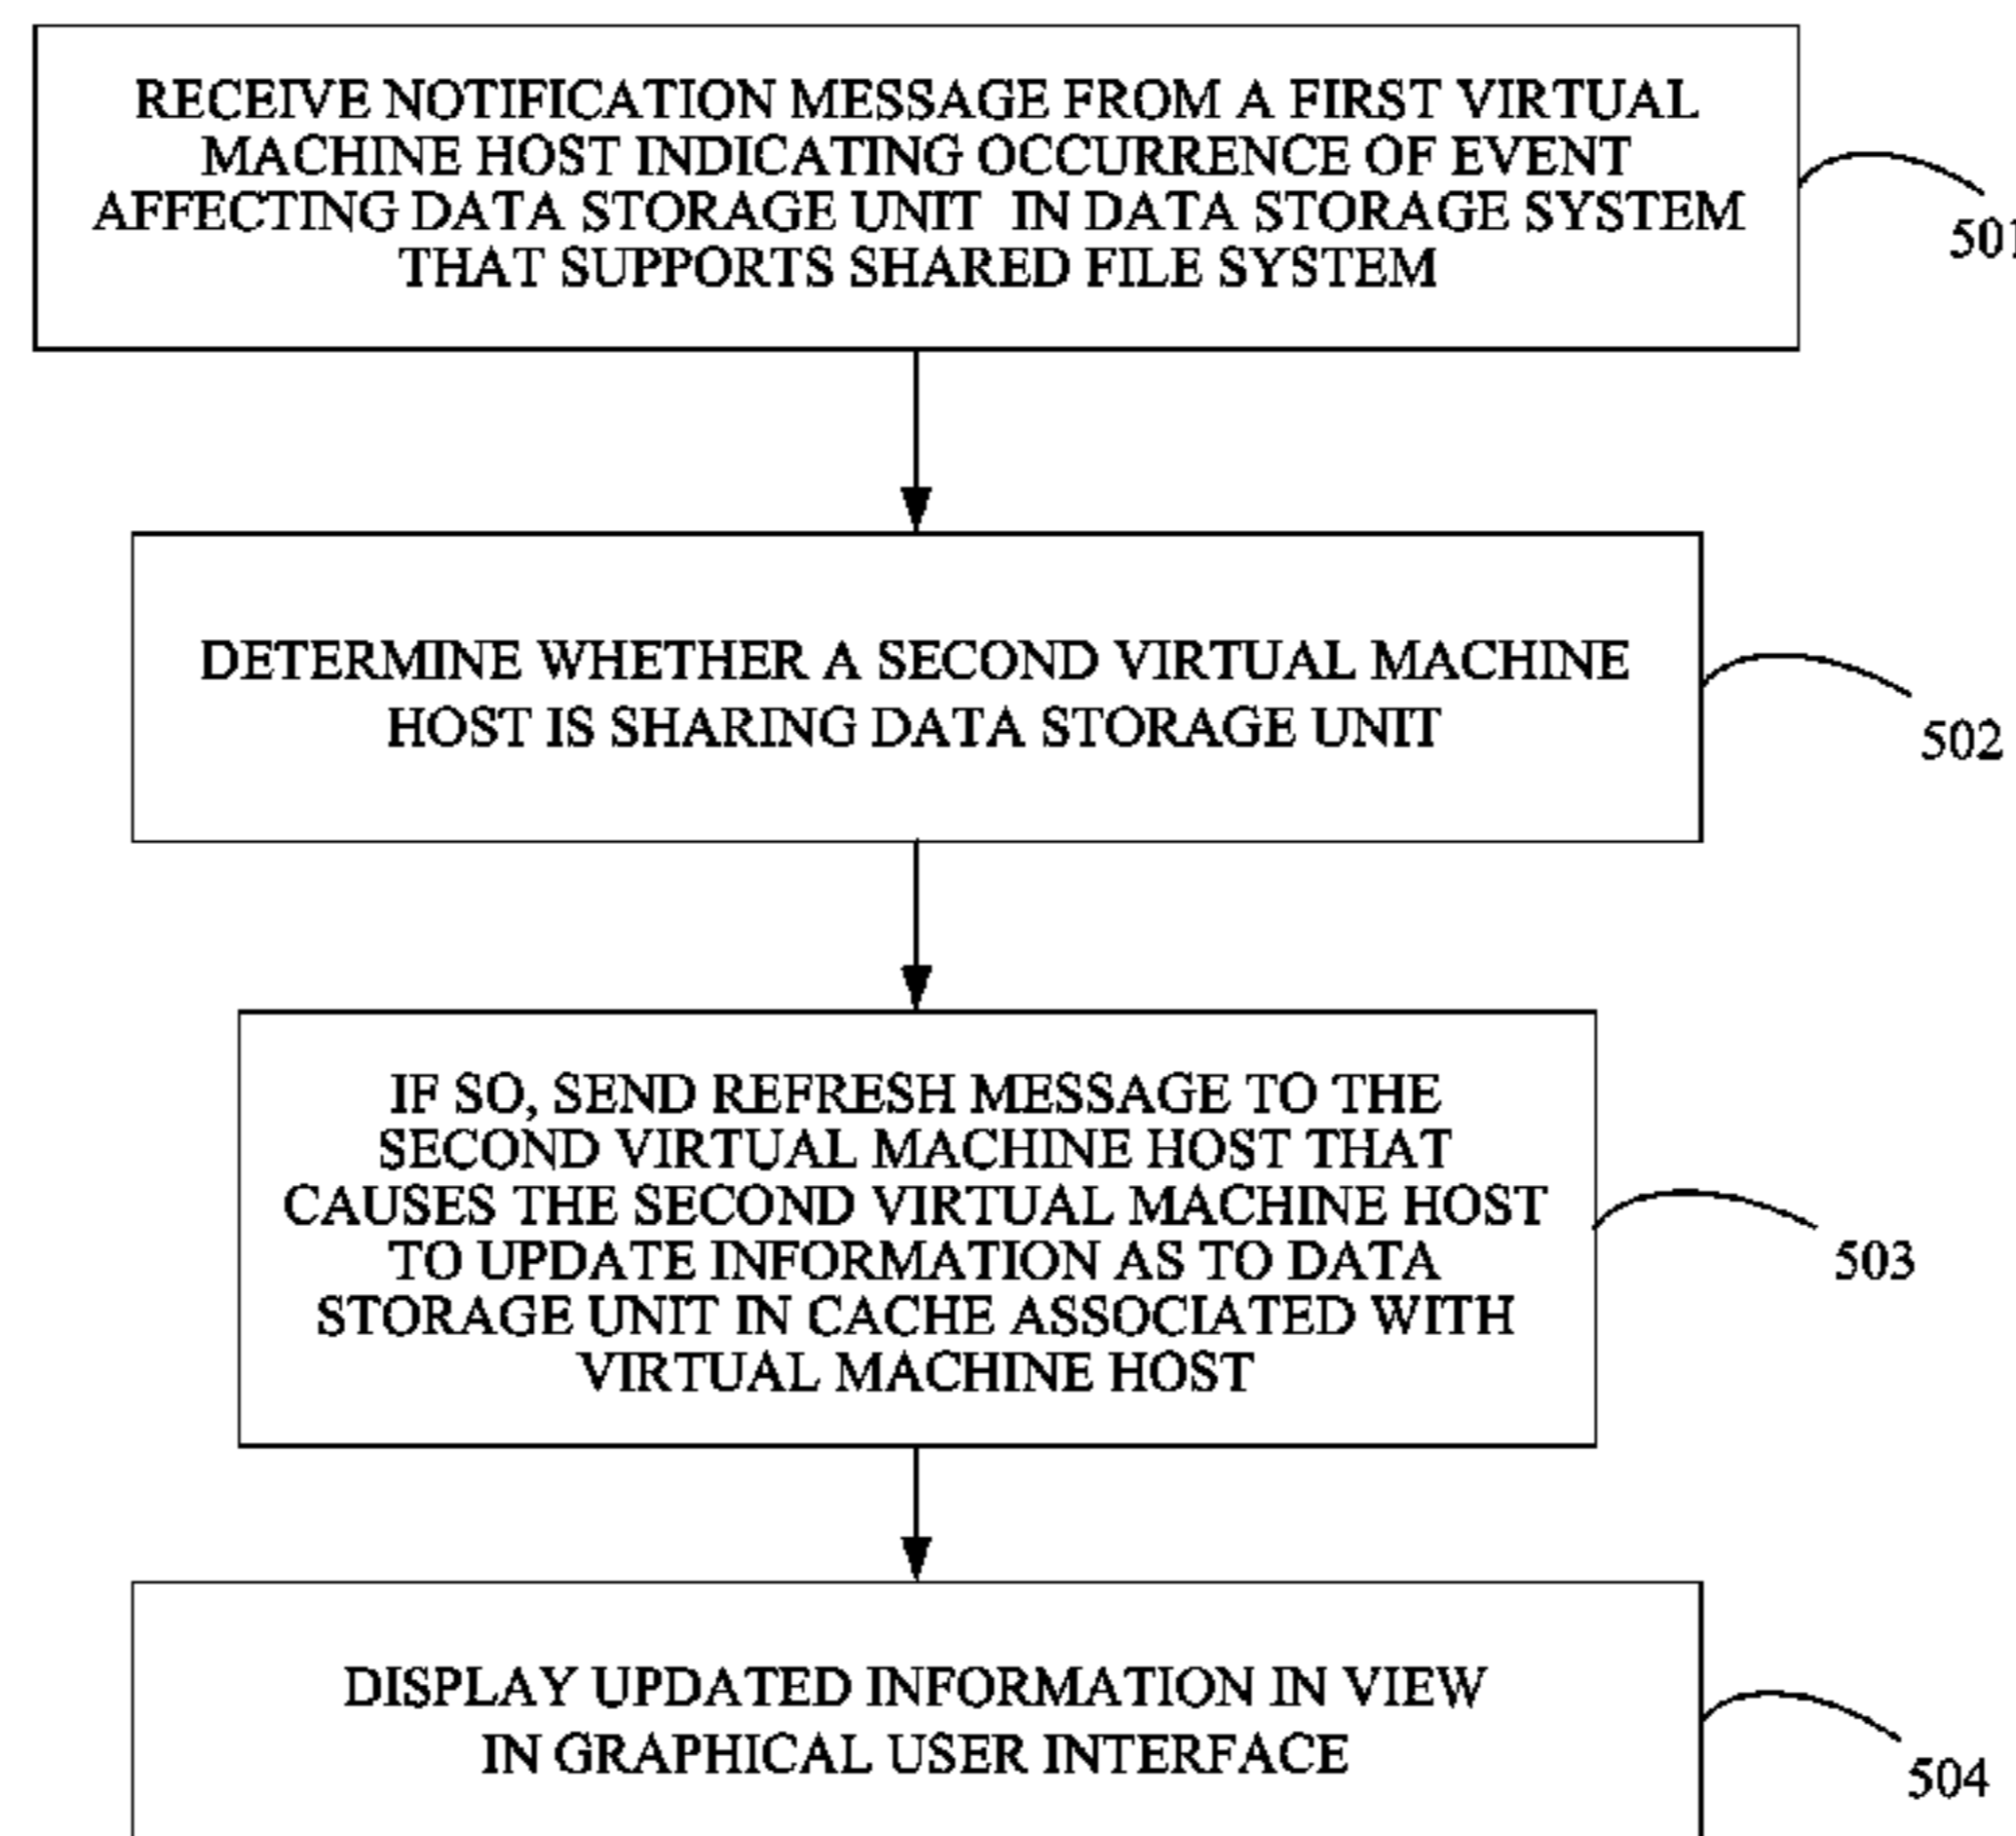 RECEIVE NOTIFICATION MESSAGE FROM A FIRST VIRTUAL
MACHINE HOST INDICATING OCCURRENCE OF EVENT
AFFECTING DATA STORAGE UNIT IN DATA STORAGE SYSTEM
THAT SUPPORTS SHARED FILE SYSTEM
501
DETERMINE WHETHER A SECOND VIRTUAL MACHINE
HOST IS SHARING DATA STORAGE UNIT
502
IF SO, SEND REFRESH MESSAGE TO THE
SECOND VIRTUAL MACHINE HOST THAT
CAUSES THE SECOND VIRTUAL MACHINE HOST
TO UPDATE INFORMATION AS TO DATA
STORAGE UNIT IN CACHE ASSOCIATED WITH
VIRTUAL MACHINE HOST
503
DISPLAY UPDATED INFORMATION IN VIEW
IN GRAPHICAL USER INTERFACE
504